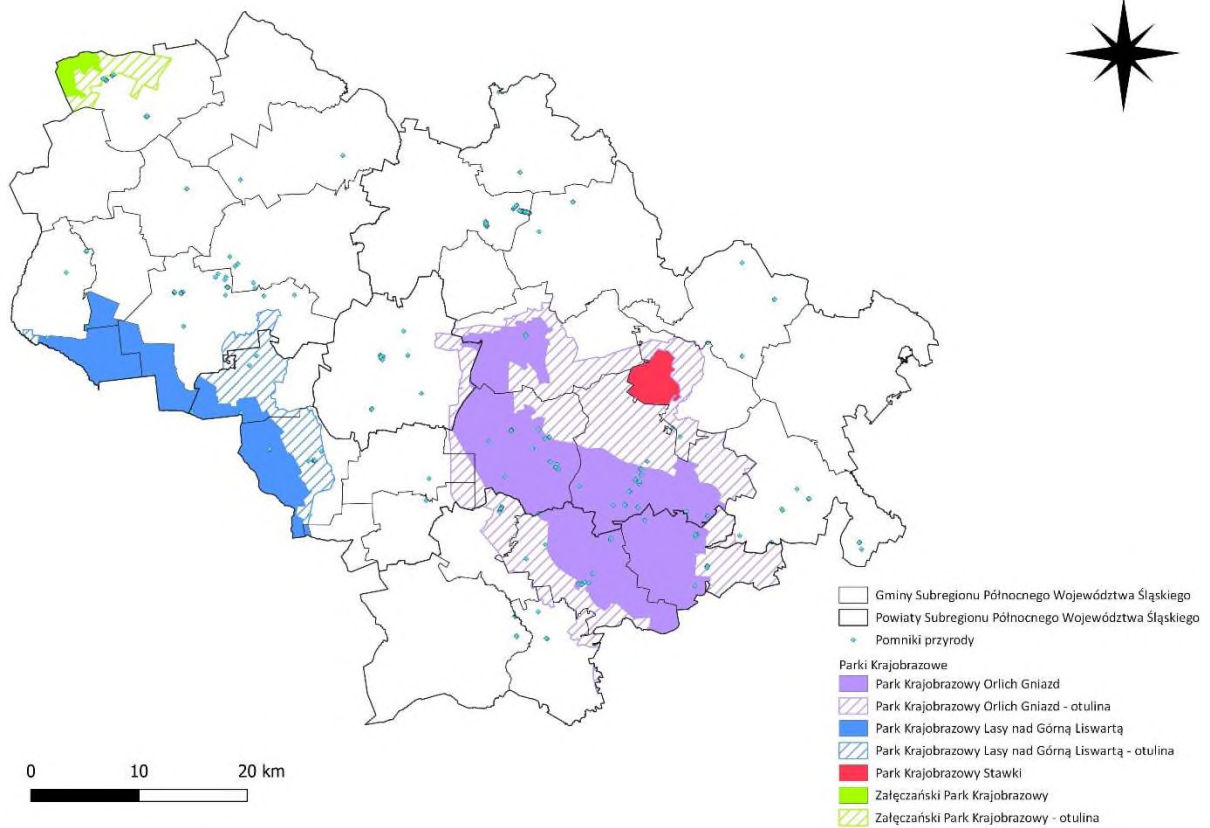 Gminy Subregionu Północnego Województwa Śląskiego
Powiaty Subregionu Północnego Województwa Śląskiego
Pomniki przyrody
Parki Krajobrazowe
Park Krajobrazowy Orlich Gniazd
Park Krajobrazowy Orlich Gniazd - otulina
Park Krajobrazowy Lasy nad Górną Liswartą
Park Krajobrazowy Lasy nad Górną Liswartą - otulina
Park Krajobrazowy Stawki
Załęczański Park Krajobrazowy
Załęczański Park Krajobrazowy - otulina
0 10 20 km